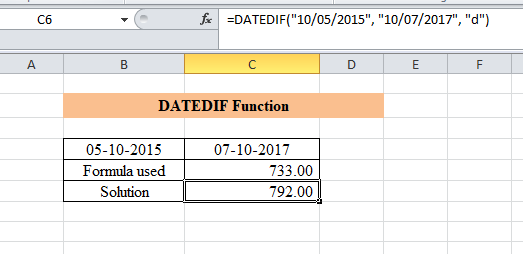 C6 fx =DATEDIF("10/05/2015", "10/07/2017", "d")
A B C D E F
DATEDIF Function
05-10-2015 07-10-2017
Formula used 733.00
Solution 792.00